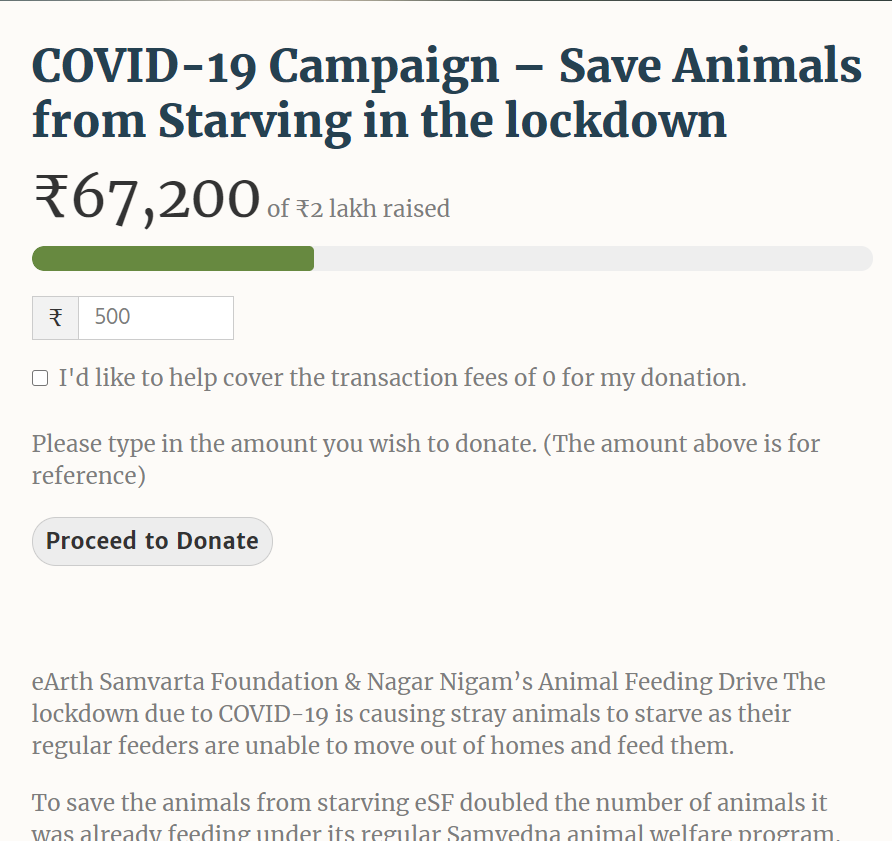 COVID-19 Campaign – Save Animals
from Starving in the lockdown
₹67,200 of ₹2 lakh raised
₹ 500
I'd like to help cover the transaction fees of 0 for my donation.
Please type in the amount you wish to donate. (The amount above is for
reference)
Proceed to Donate
eArth Samvarta Foundation & Nagar Nigam’s Animal Feeding Drive The
lockdown due to COVID-19 is causing stray animals to starve as their
regular feeders are unable to move out of homes and feed them.
To save the animals from starving eSF doubled the number of animals it
was already feeding under its regular Samvedna animal welfare program.